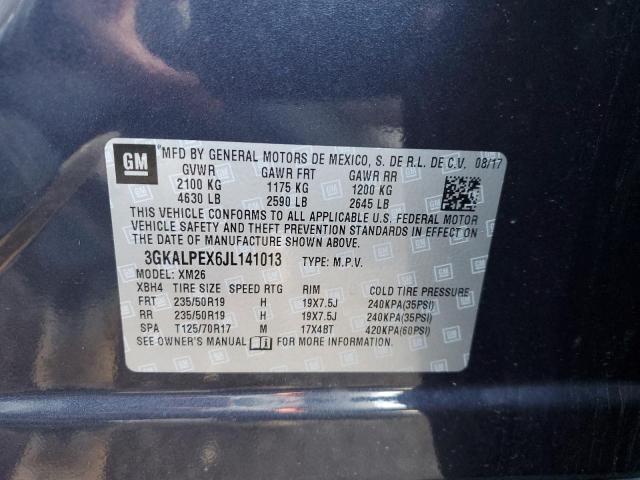 GM
*MFD BY GENERAL MOTORS DE MEXICO, S. DE R.L. DE C.V. 08/17
GVWR GAWR FRT GAWR RR
2100 KG 1175 KG 1200 KG
4630 LB 2590 LB 2645 LB
THIS VEHICLE CONFORMS TO ALL APPLICABLE U.S. FEDERAL MOTOR
VEHICLE SAFETY AND THEFT PREVENTION STANDARDS IN EFFECT ON
THE DATE OF MANUFACTURE SHOWN ABOVE.
3GKALPEX6JL141013 TYPE: M.P.V.
MODEL: XM26
XBH4 TIRE SIZE SPEED RTG RIM COLD TIRE PRESSURE
FRT 235/50R19 H 19X7.5J 240KPA(35PSI)
RR 235/50R19 H 19X7.5J 240KPA(35PSI)
SPA T125/70R17 M 17X4BT 420KPA(60PSI)
SEE OWNER'S MANUAL FOR MORE INFORMATION.